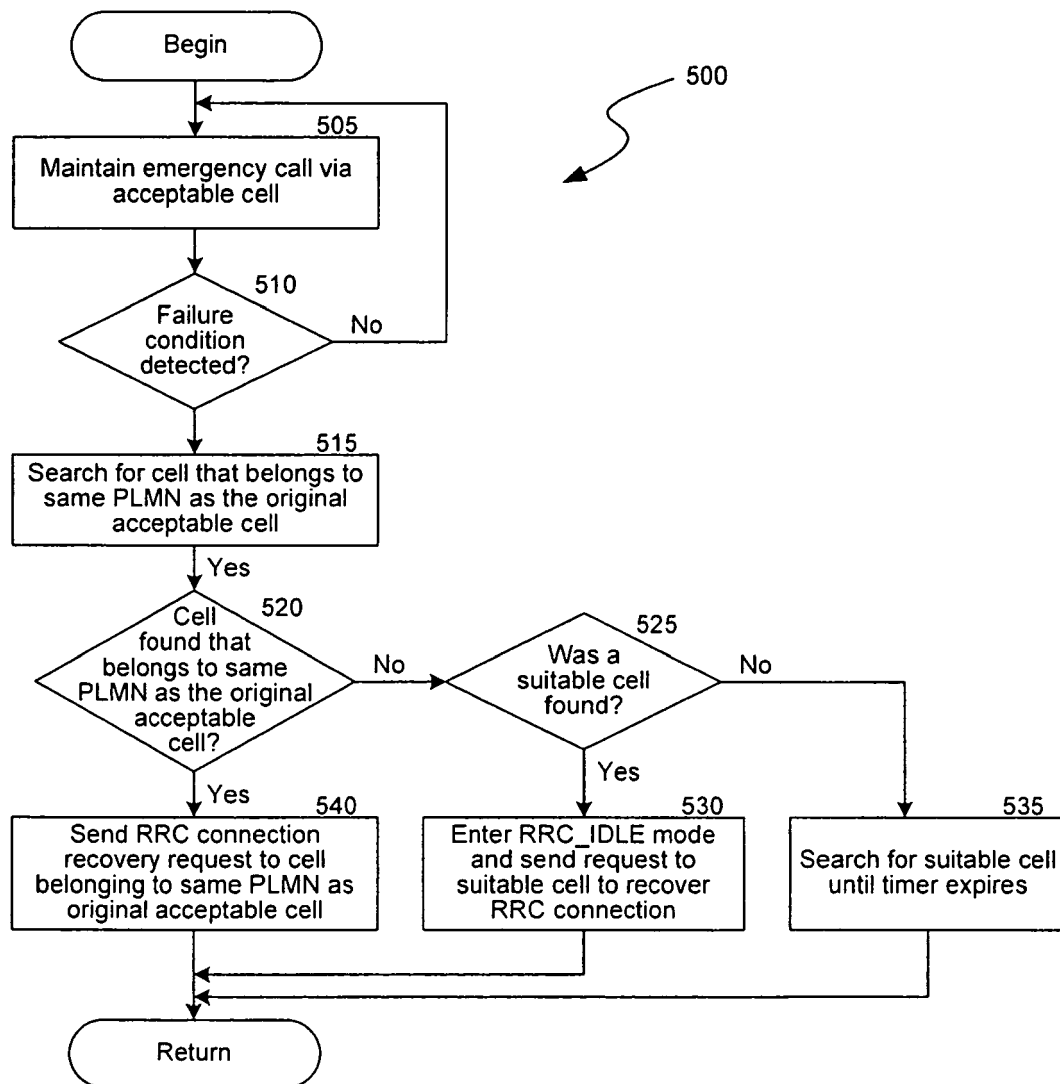 Begin
500
505
Maintain emergency call via
acceptable cell
510
Failure
condition
detected?
No
515
Search for cell that belongs to
same PLMN as the original
acceptable cell
Yes
520
Cell
found that
belongs to same
PLMN as the original
acceptable
cell?
No
525
Was a
suitable cell
found?
No
Yes
Yes
540
Send RRC connection
recovery request to cell
belonging to same PLMN as
original acceptable cell
530
Enter RRC_IDLE mode
and send request to
suitable cell to recover
RRC connection
535
Search for suitable cell
until timer expires
Return